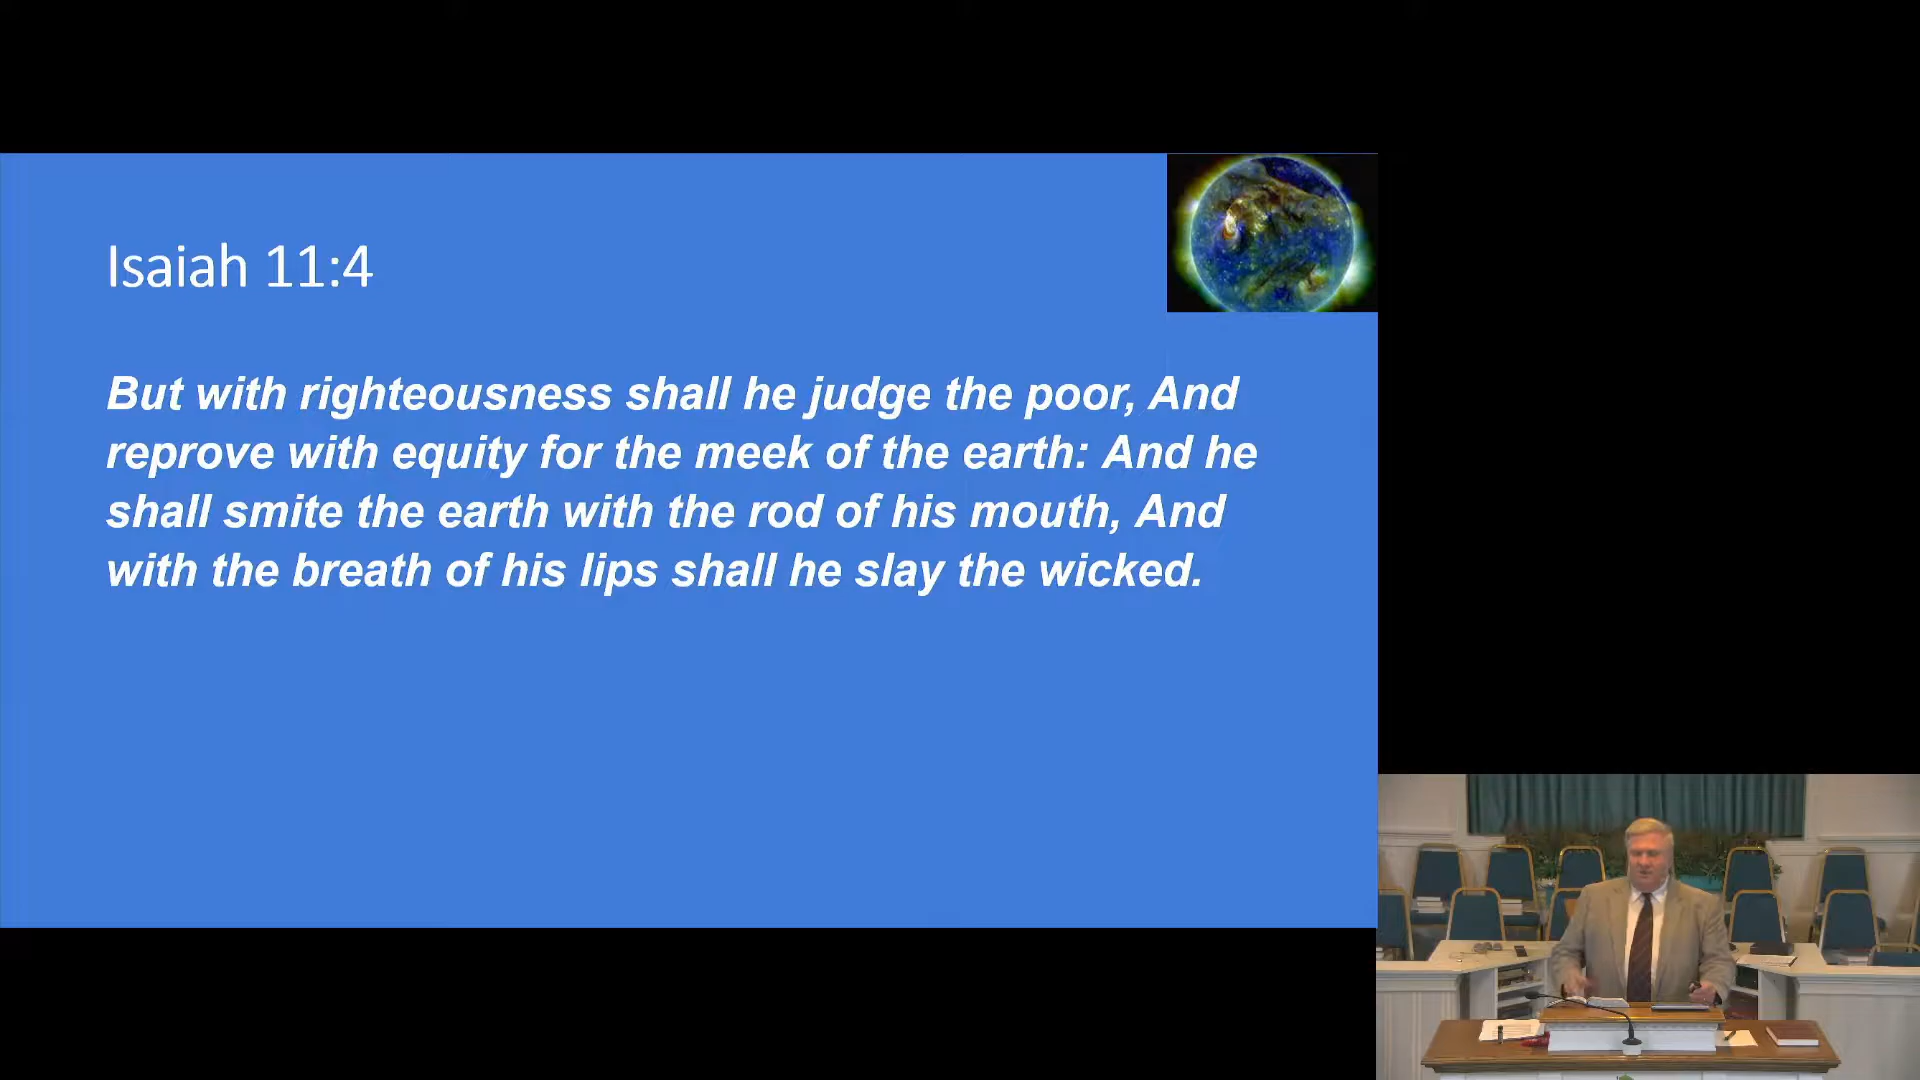 Isaiah 11:4
But with righteousness shall he judge the poor, And
reprove with equity for the meek of the earth: And he
shall smite the earth with the rod of his mouth, And
with the breath of his lips shall he slay the wicked.